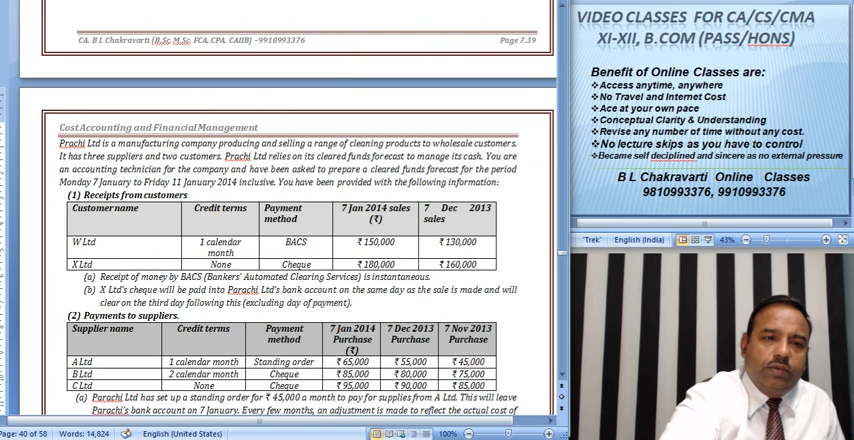 CA. B L Chakravarti (B.Sc, M.Sc. FCA, CPA, CAIIB) –9910993376 Page 7.39
Cost Accounting and Financial Management
Prachi Ltd is a manufacturing company producing and selling a range of cleaning products to wholesale customers.
It has three suppliers and two customers. Prachi Ltd relies on its cleared funds forecast to manage its cash. You are
an accounting technician for the company and have been asked to prepare a cleared funds forecast for the period
Monday 7 January to Friday 11 January 2014 inclusive. You have been provided with the following information:
(1) Receipts from customers
Customer name Credit terms Payment method 7 Jan 2014 sales (₹) 7 Dec 2013 sales
W Ltd 1 calendar month BACS ₹ 150,000 ₹ 130,000
X Ltd None Cheque ₹ 180,000 ₹ 160,000
(a) Receipt of money by BACS (Bankers' Automated Clearing Services) is instantaneous.
(b) X Ltd's cheque will be paid into Parachi Ltd's bank account on the same day as the sale is made and will
clear on the third day following this (excluding day of payment).
(2) Payments to suppliers.
Supplier name Credit terms Payment method 7 Jan 2014 Purchase (₹) 7 Dec 2013 Purchase 7 Nov 2013 Purchase
A Ltd 1 calendar month Standing order ₹ 65,000 ₹ 55,000 ₹ 45,000
B Ltd 2 calendar month Cheque ₹ 85,000 ₹ 80,000 ₹ 75,000
C Ltd None Cheque ₹ 95,000 ₹ 90,000 ₹ 85,000
(a) Parachi Ltd has set up a standing order for ₹ 45,000 a month to pay for supplies from A Ltd. This will leave
Parachi's bank account on 7 January. Every few months, an adjustment is made to reflect the actual cost of
Page: 40 of 58 Words: 14,824 English (United States) 100%
VIDEO CLASSES FOR CA/CS/CMA
XI-XII, B.COM (PASS/HONS)
Benefit of Online Classes are:
❖Access anytime, anywhere
❖No Travel and Internet Cost
❖Ace at your own pace
❖Conceptual Clarity & Understanding
❖Revise any number of time without any cost.
❖No lecture skips as you have to control
❖Became self deciplined and sincere as no external pressure
B L Chakravarti Online Classes
9810993376, 9910993376
"Trek" English (India) 43%